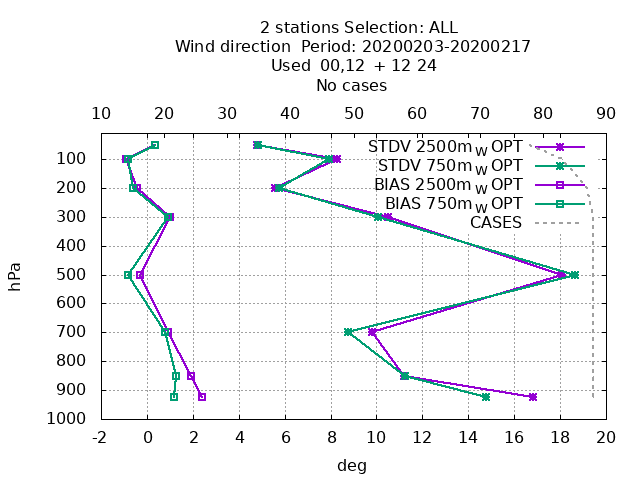 2 stations Selection: ALL
Wind direction  Period: 20200203-20200217
Used  00,12  + 12 24
No cases
10 20 30 40 50 60 70 80 90
STDV 2500m W OPT
STDV 750m W OPT
BIAS 2500m W OPT
BIAS 750m W OPT
CASES
100
200
300
400
500
600
700
800
900
1000
hPa
-2 0 2 4 6 8 10 12 14 16 18 20
deg